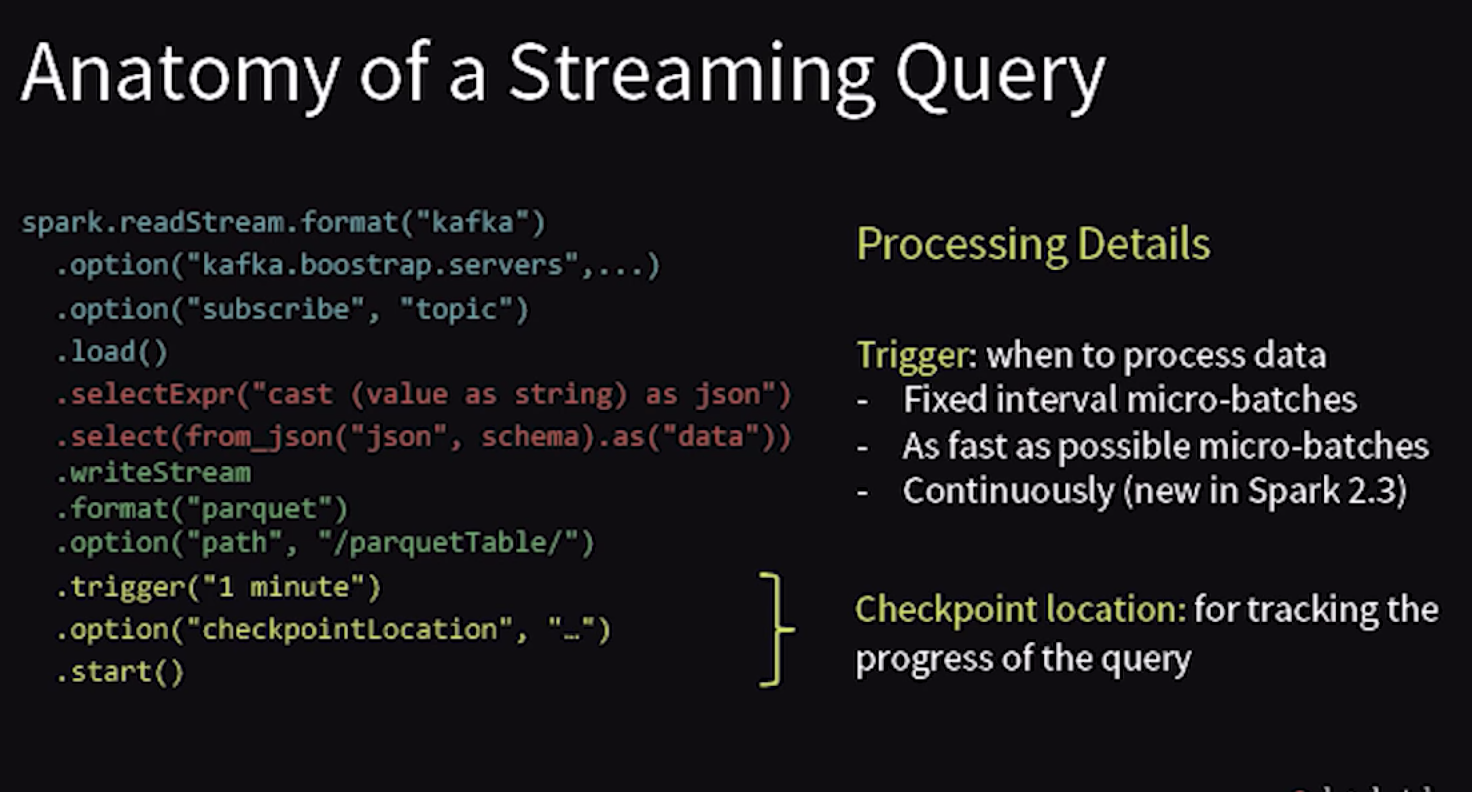 Anatomy of a Streaming Query
spark.readStream.format("kafka")
.option("kafka.boostrap.servers",...)
.option("subscribe", "topic")
.load()
.selectExpr("cast (value as string) as json")
.select(from_json("json", schema).as("data"))
.writeStream
.format("parquet")
.option("path", "/parquetTable/")
.trigger("1 minute")
.option("checkpointLocation", "…")
.start()
Processing Details
Trigger: when to process data
- Fixed interval micro-batches
- As fast as possible micro-batches
- Continuously (new in Spark 2.3)
Checkpoint location: for tracking the
progress of the query